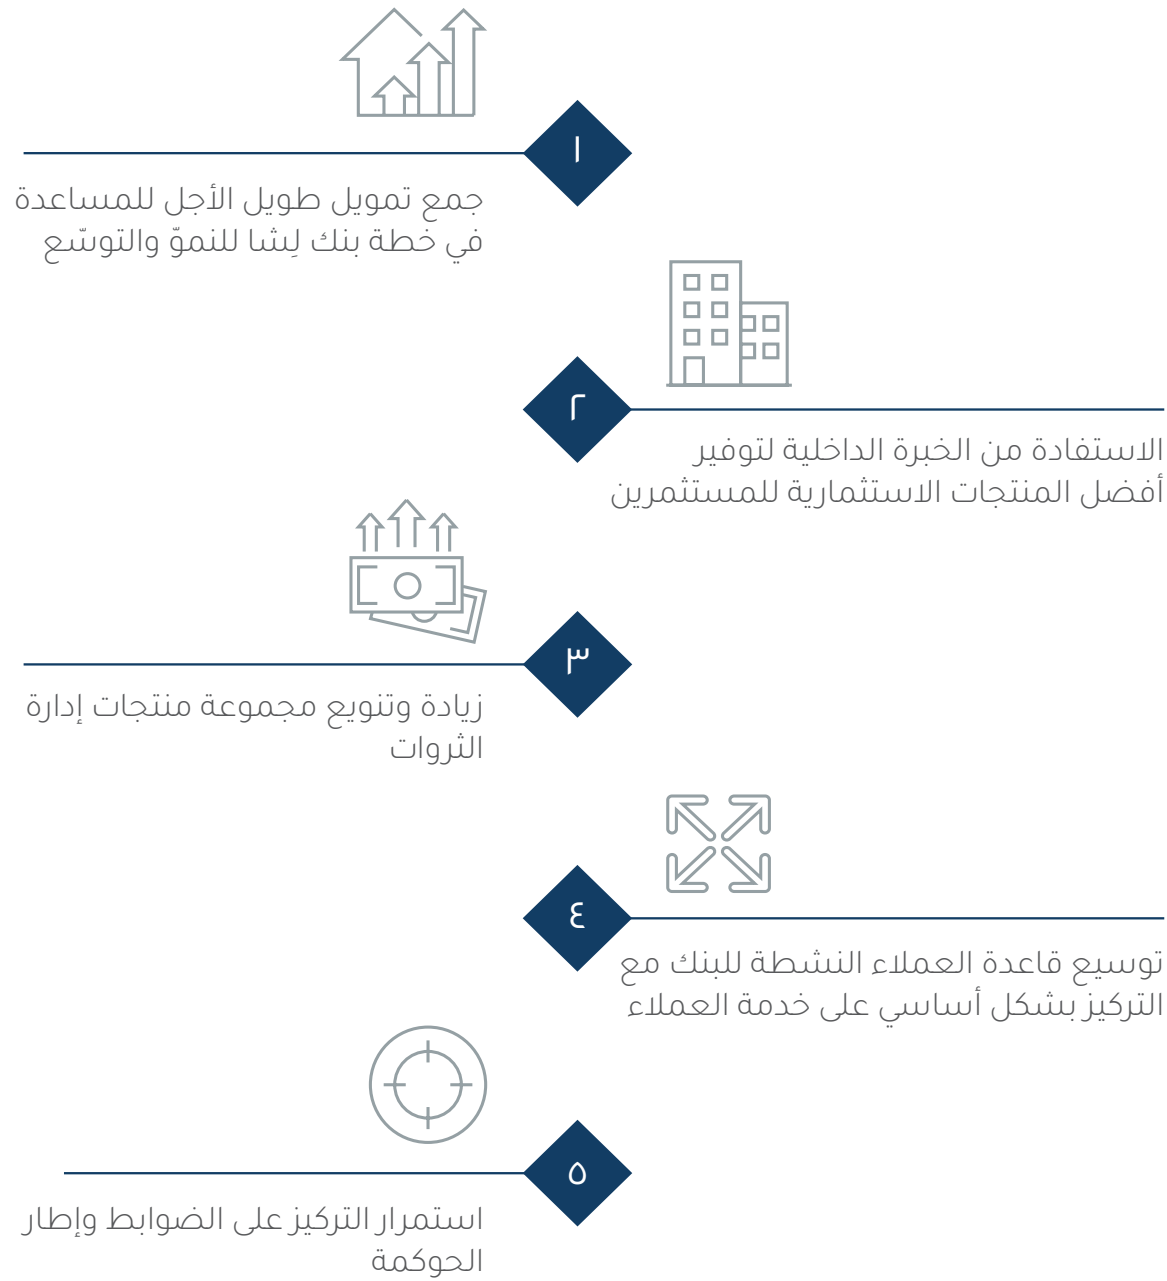 ١
جمع تمويل طويل الأجل للمساعدة
في خطة بنك لِشا للنموّ والتوسّع
٢
الاستفادة من الخبرة الداخلية لتوفير
أفضل المنتجات الاستثمارية للمستثمرين
٣
زيادة وتنويع مجموعة منتجات إدارة
الثروات
٤
توسيع قاعدة العملاء النشطة للبنك مع
التركيز بشكل أساسي على خدمة العملاء
٥
استمرار التركيز على الضوابط وإطار
الحوكمة